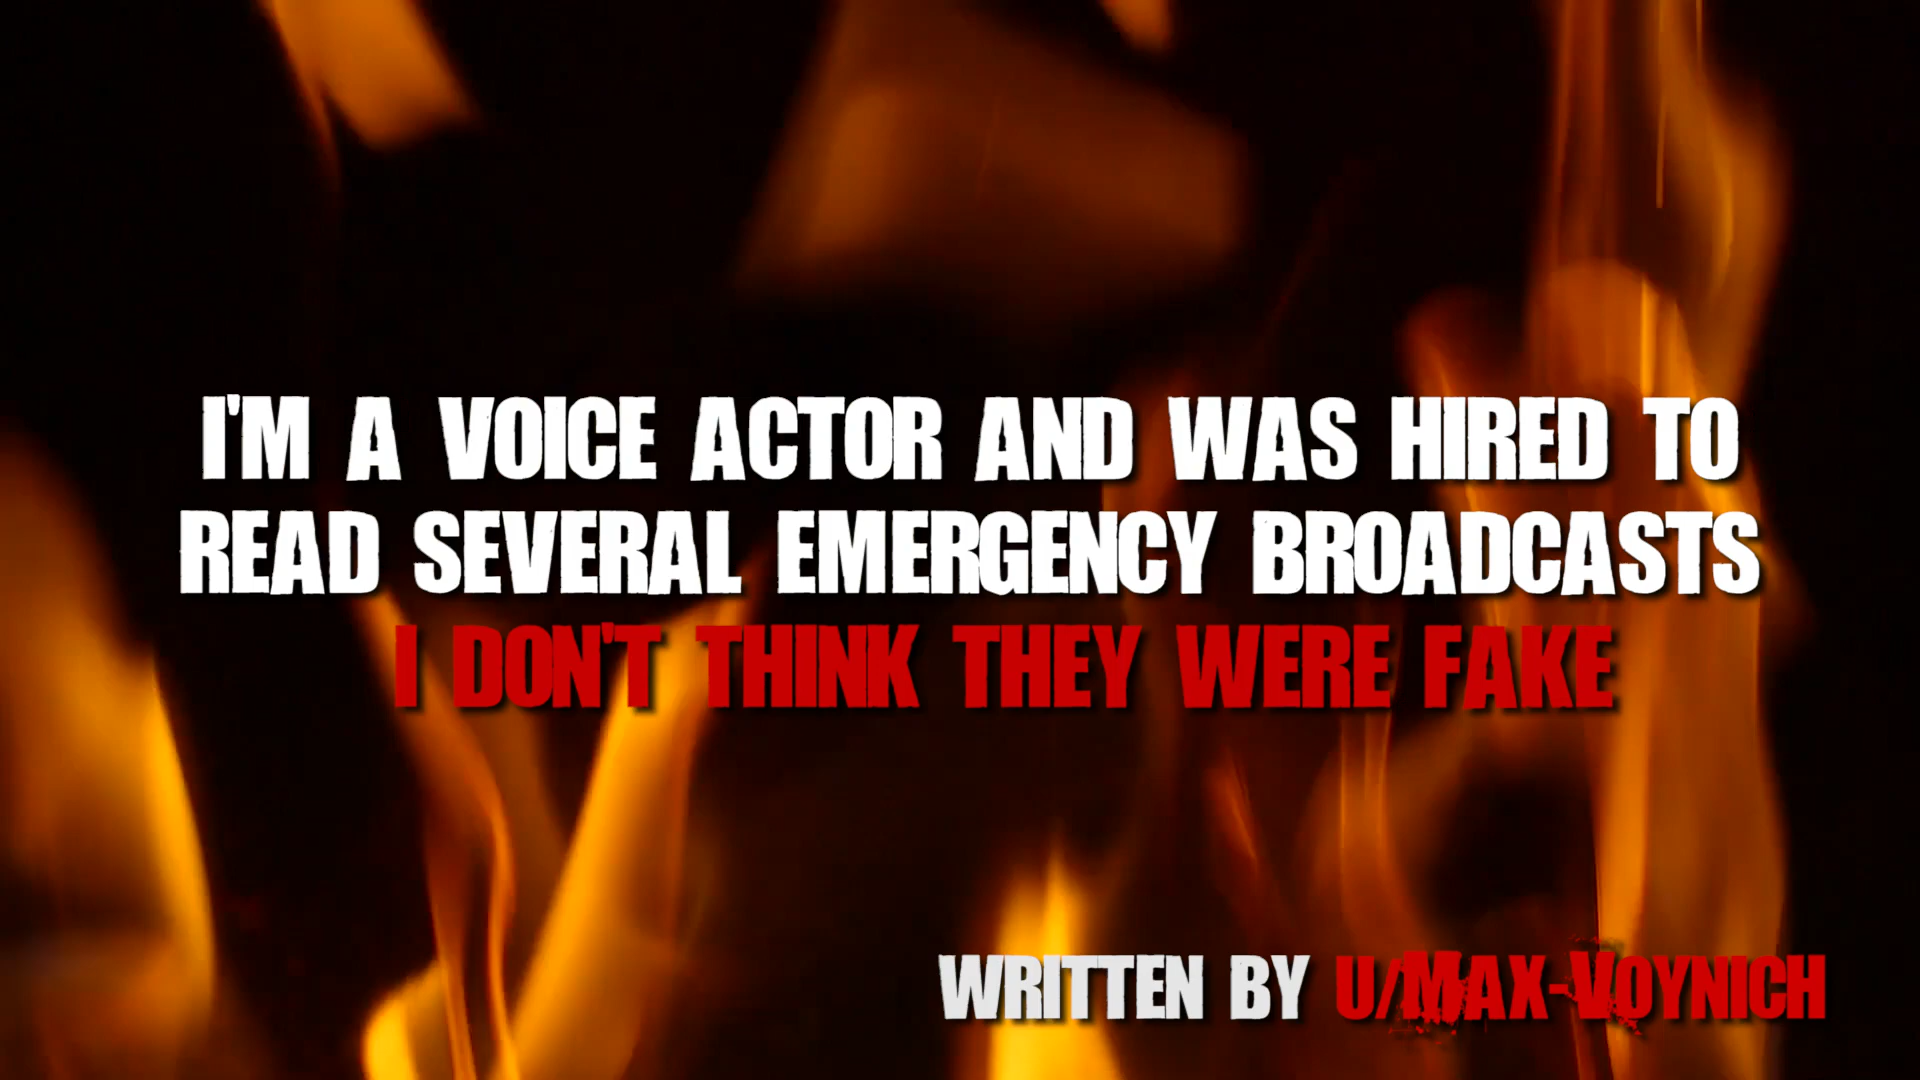 I'M A VOICE ACTOR AND WAS HIRED TO
READ SEVERAL EMERGENCY BROADCASTS
I DON'T THINK THEY WERE FAKE
WRITTEN BY U/MAX-VOYNICH